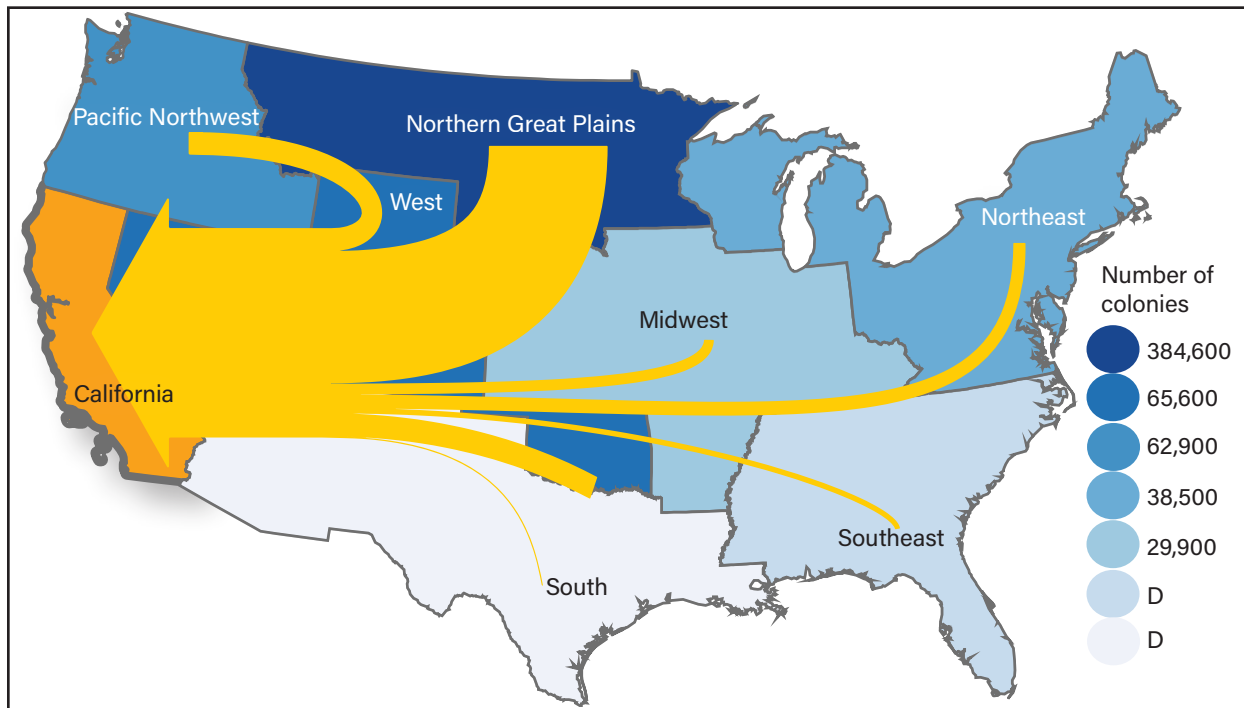 Pacific Northwest
Northern Great Plains
West
Northeast
Midwest
California
Southeast
South
Number of
colonies
384,600
65,600
62,900
38,500
29,900
D
D